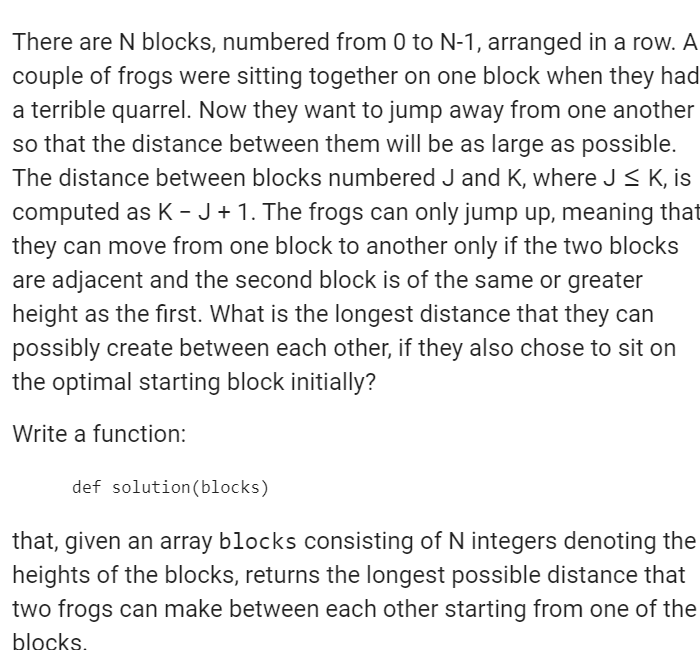 There are N blocks, numbered from 0 to N-1, arranged in a row. A
couple of frogs were sitting together on one block when they had
a terrible quarrel. Now they want to jump away from one another
so that the distance between them will be as large as possible.
The distance between blocks numbered J and K, where J ≤ K, is
computed as K − J + 1. The frogs can only jump up, meaning that
they can move from one block to another only if the two blocks
are adjacent and the second block is of the same or greater
height as the first. What is the longest distance that they can
possibly create between each other, if they also chose to sit on
the optimal starting block initially?
Write a function:
def solution(blocks)
that, given an array blocks consisting of N integers denoting the
heights of the blocks, returns the longest possible distance that
two frogs can make between each other starting from one of the
blocks.